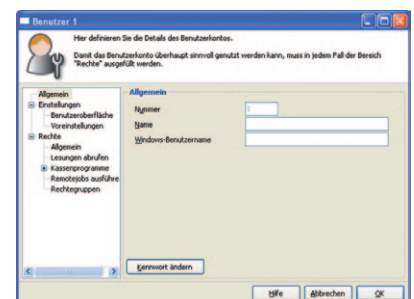 Benutzer 1
Hier definieren Sie die Details des Benutzerkontos.
Damit das Benutzerkonto überhaupt sinnvoll genutzt werden kann, muss in jedem Fall der Bereich
"Rechte" ausgefüllt werden.
Allgemein
Einstellungen
Benutzeroberfläche
Voreinstellungen
Rechte
Allgemein
Lesungen abrufen
Kassenprogramme
Remotejobs ausführe
Rechtegruppen
Allgemein
Nummer
1
Name
Windows-Benutzername
Kennwort ändern
Hilfe
Abbrechen
OK